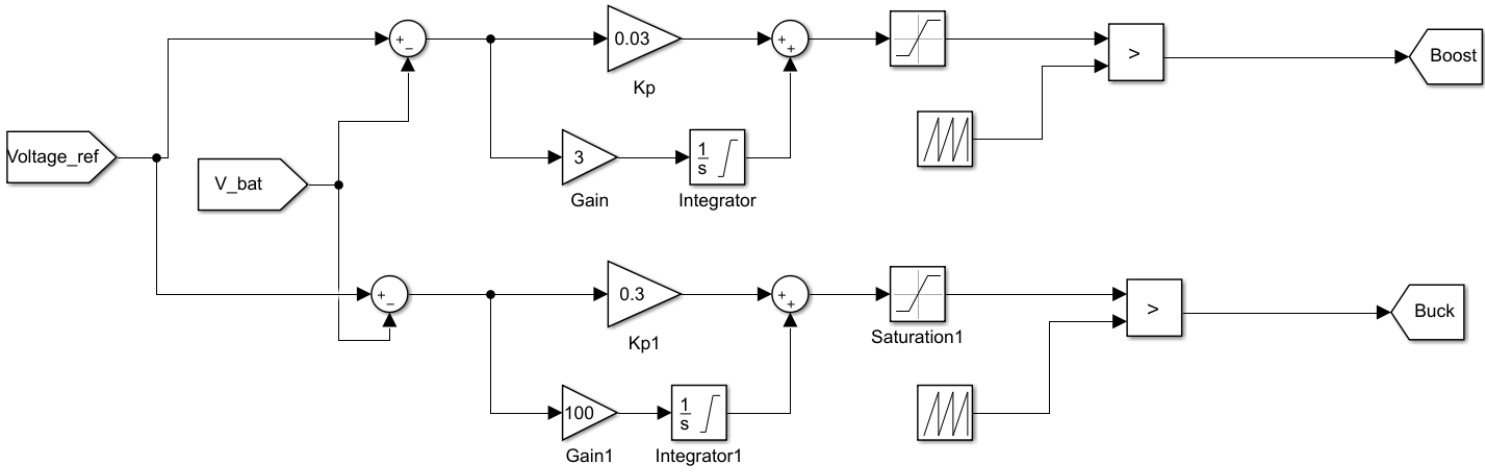 +
−
0.03
Kp
+
+
>
Boost
Voltage_ref
V_bat
3
Gain
1
s
Integrator
+
−
0.3
Kp1
+
+
Saturation1
>
Buck
100
Gain1
1
s
Integrator1